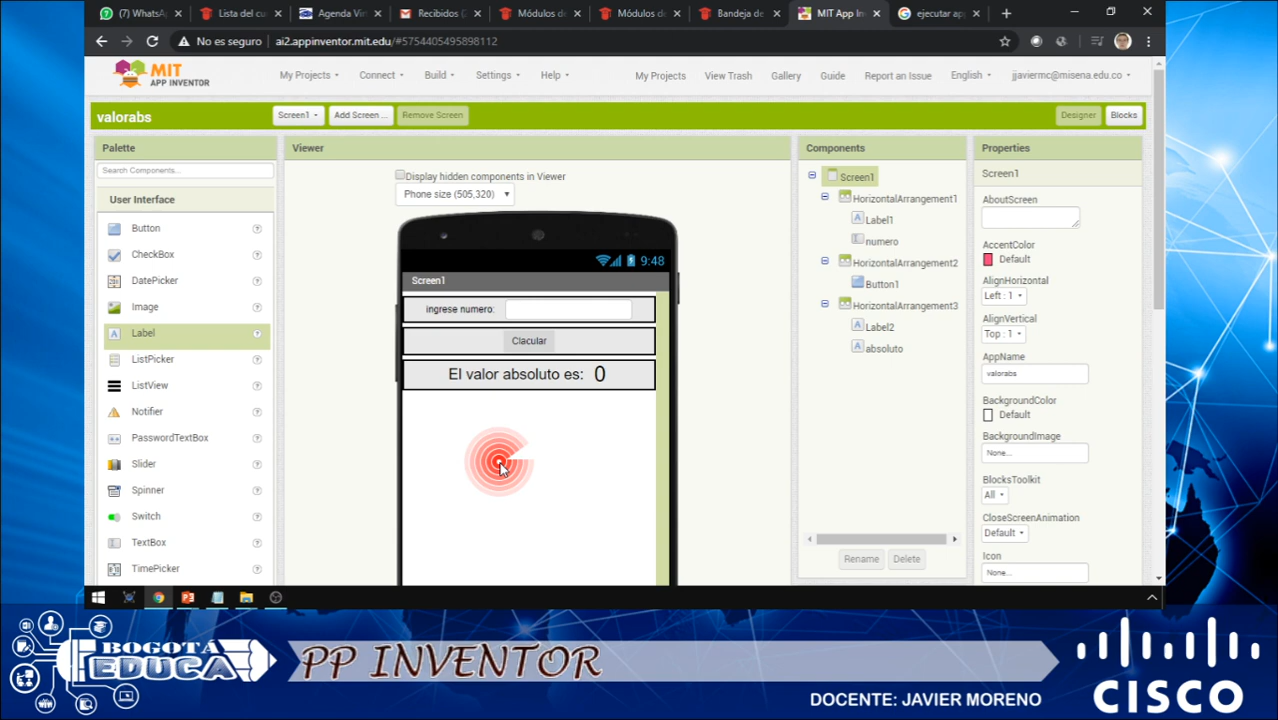 (7) WhatsA
Lista del cu
Agenda Vir
Recibidos (
Módulos de
Módulos de
Bandeja de
MIT App In
ejecutar ap
No es seguro
ai2.appinventor.mit.edu/#5754405495898112
MIT
APP INVENTOR
My Projects
Connect
Build
Settings
Help
My Projects
View Trash
Gallery
Guide
Report an Issue
English
jjaviermc@misena.edu.co
valorabs
Screen1
Add Screen ...
Remove Screen
Designer
Blocks
Palette
Search Components...
User Interface
Button
CheckBox
DatePicker
Image
Label
ListPicker
ListView
Notifier
PasswordTextBox
Slider
Spinner
Switch
TextBox
TimePicker
Viewer
Display hidden components in Viewer
Phone size (505,320)
9:48
Screen1
ingrese numero:
Clacular
El valor absoluto es: 0
Components
Screen1
HorizontalArrangement1
Label1
numero
HorizontalArrangement2
Button1
HorizontalArrangement3
Label2
absoluto
Rename
Delete
Properties
Screen1
AboutScreen
AccentColor
Default
AlignHorizontal
Left : 1
AlignVertical
Top : 1
AppName
valorabs
BackgroundColor
Default
BackgroundImage
None...
BlocksToolkit
All
CloseScreenAnimation
Default
Icon
None...
BOGOTÁ
EDUCA
PP INVENTOR
DOCENTE: JAVIER MORENO
CISCO